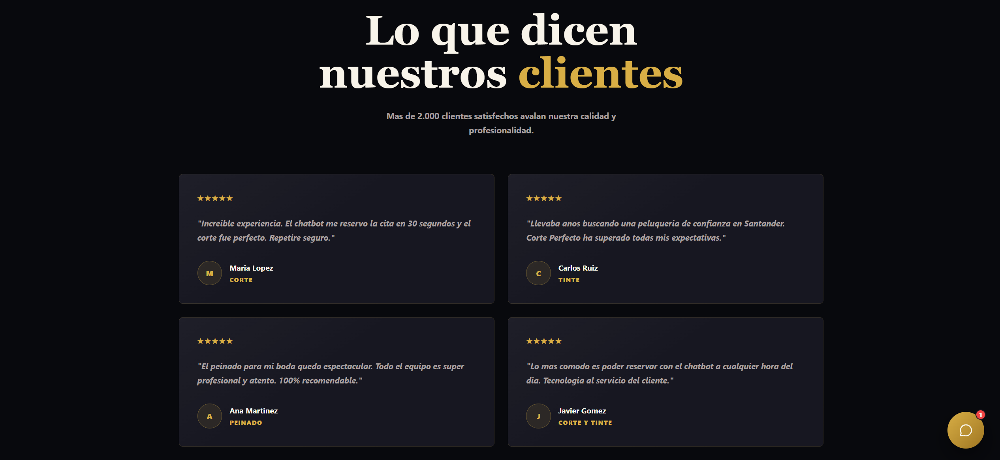 Lo que dicen
nuestros clientes
Mas de 2.000 clientes satisfechos avalan nuestra calidad y
profesionalidad.
★★★★★
"Increible experiencia. El chatbot me reservo la cita en 30 segundos y el
corte fue perfecto. Repetire seguro."
M
Maria Lopez
CORTE
★★★★★
"Llevaba anos buscando una peluqueria de confianza en Santander.
Corte Perfecto ha superado todas mis expectativas."
C
Carlos Ruiz
TINTE
★★★★★
"El peinado para mi boda quedo espectacular. Todo el equipo es super
profesional y atento. 100% recomendable."
A
Ana Martinez
PEINADO
★★★★★
"Lo mas comodo es poder reservar con el chatbot a cualquier hora del
dia. Tecnologia al servicio del cliente."
J
Javier Gomez
CORTE Y TINTE
1